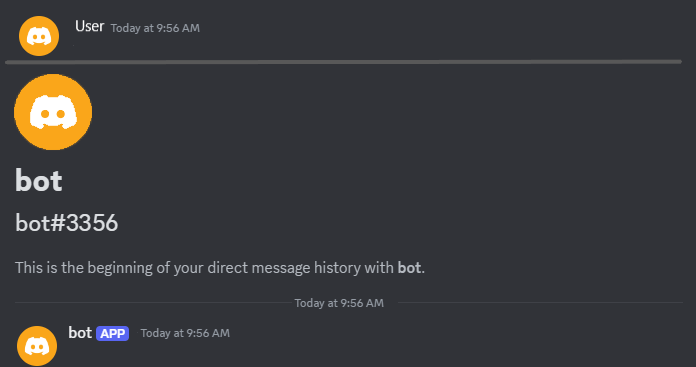 User Today at 9:56 AM
bot
bot#3356
This is the beginning of your direct message history with bot.
Today at 9:56 AM
bot APP Today at 9:56 AM